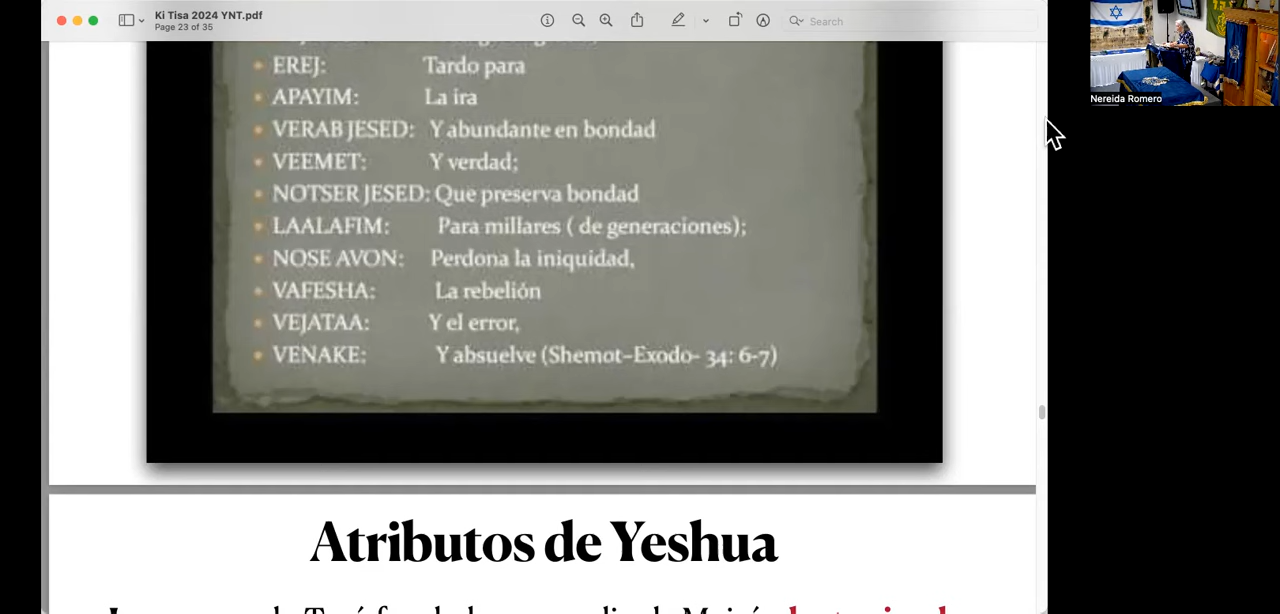 Ki Tisa 2024 YNT.pdf
Page 23 of 35
Search
Nereida Romero
EREJ: Tardo para
APAYIM: La ira
VERAB JESED: Y abundante en bondad
VEEMET: Y verdad;
NOTSER JESED: Que preserva bondad
LAALAFIM: Para millares ( de generaciones);
NOSE AVON: Perdona la iniquidad,
VAFESHA: La rebelión
VEJATAA: Y el error,
VENAKE: Y absuelve (Shemot–Exodo- 34: 6-7)
Atributos de Yeshua